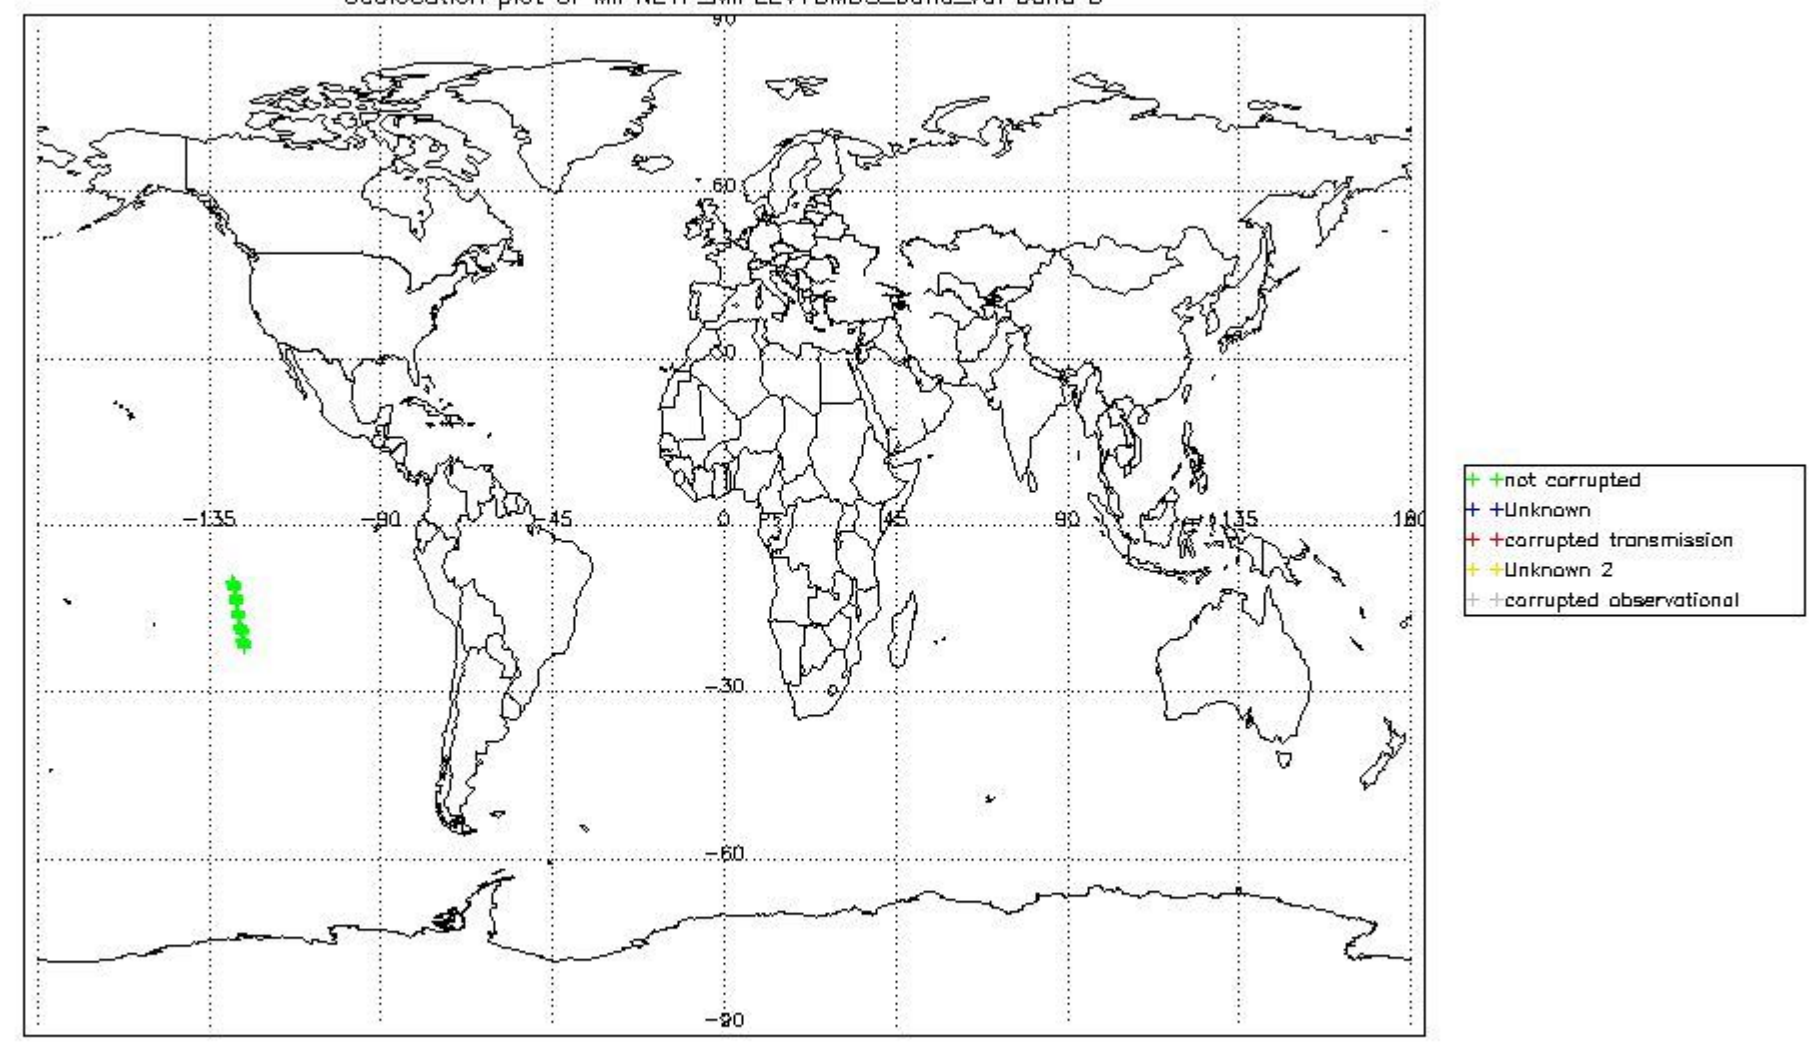 90
60
-135 -90 -45 0 45 90 135 180
-30
-60
-90
not corrupted
Unknown
corrupted transmission
Unknown 2
corrupted observational